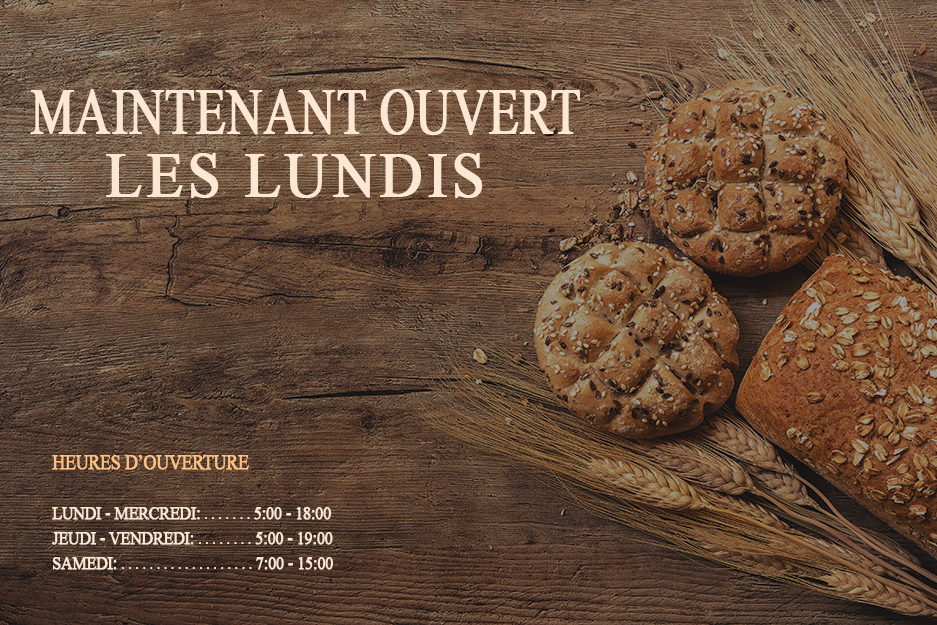 MAINTENANT OUVERT
LES LUNDIS
HEURES D’OUVERTURE
LUNDI - MERCREDI: . . . . . . . 5:00 - 18:00
JEUDI - VENDREDI: . . . . . . . . 5:00 - 19:00
SAMEDI: . . . . . . . . . . . . . . . . . . . 7:00 - 15:00